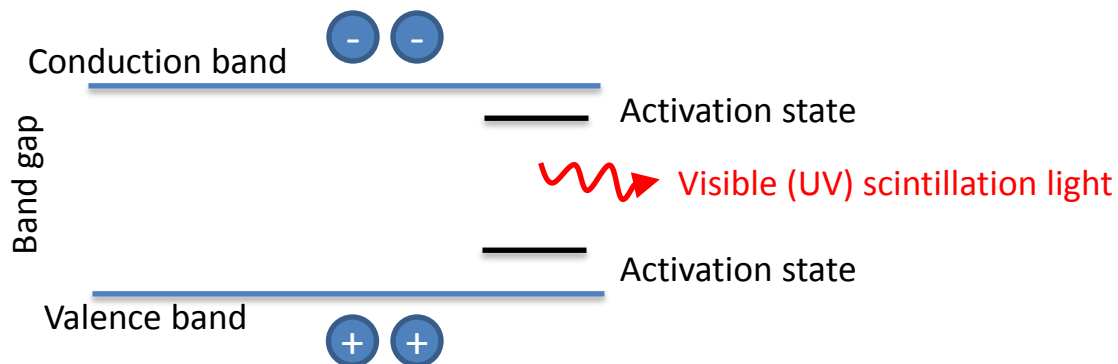 - -
Conduction band
Activation state
Band gap
Visible (UV) scintillation light
Activation state
Valence band
+ +